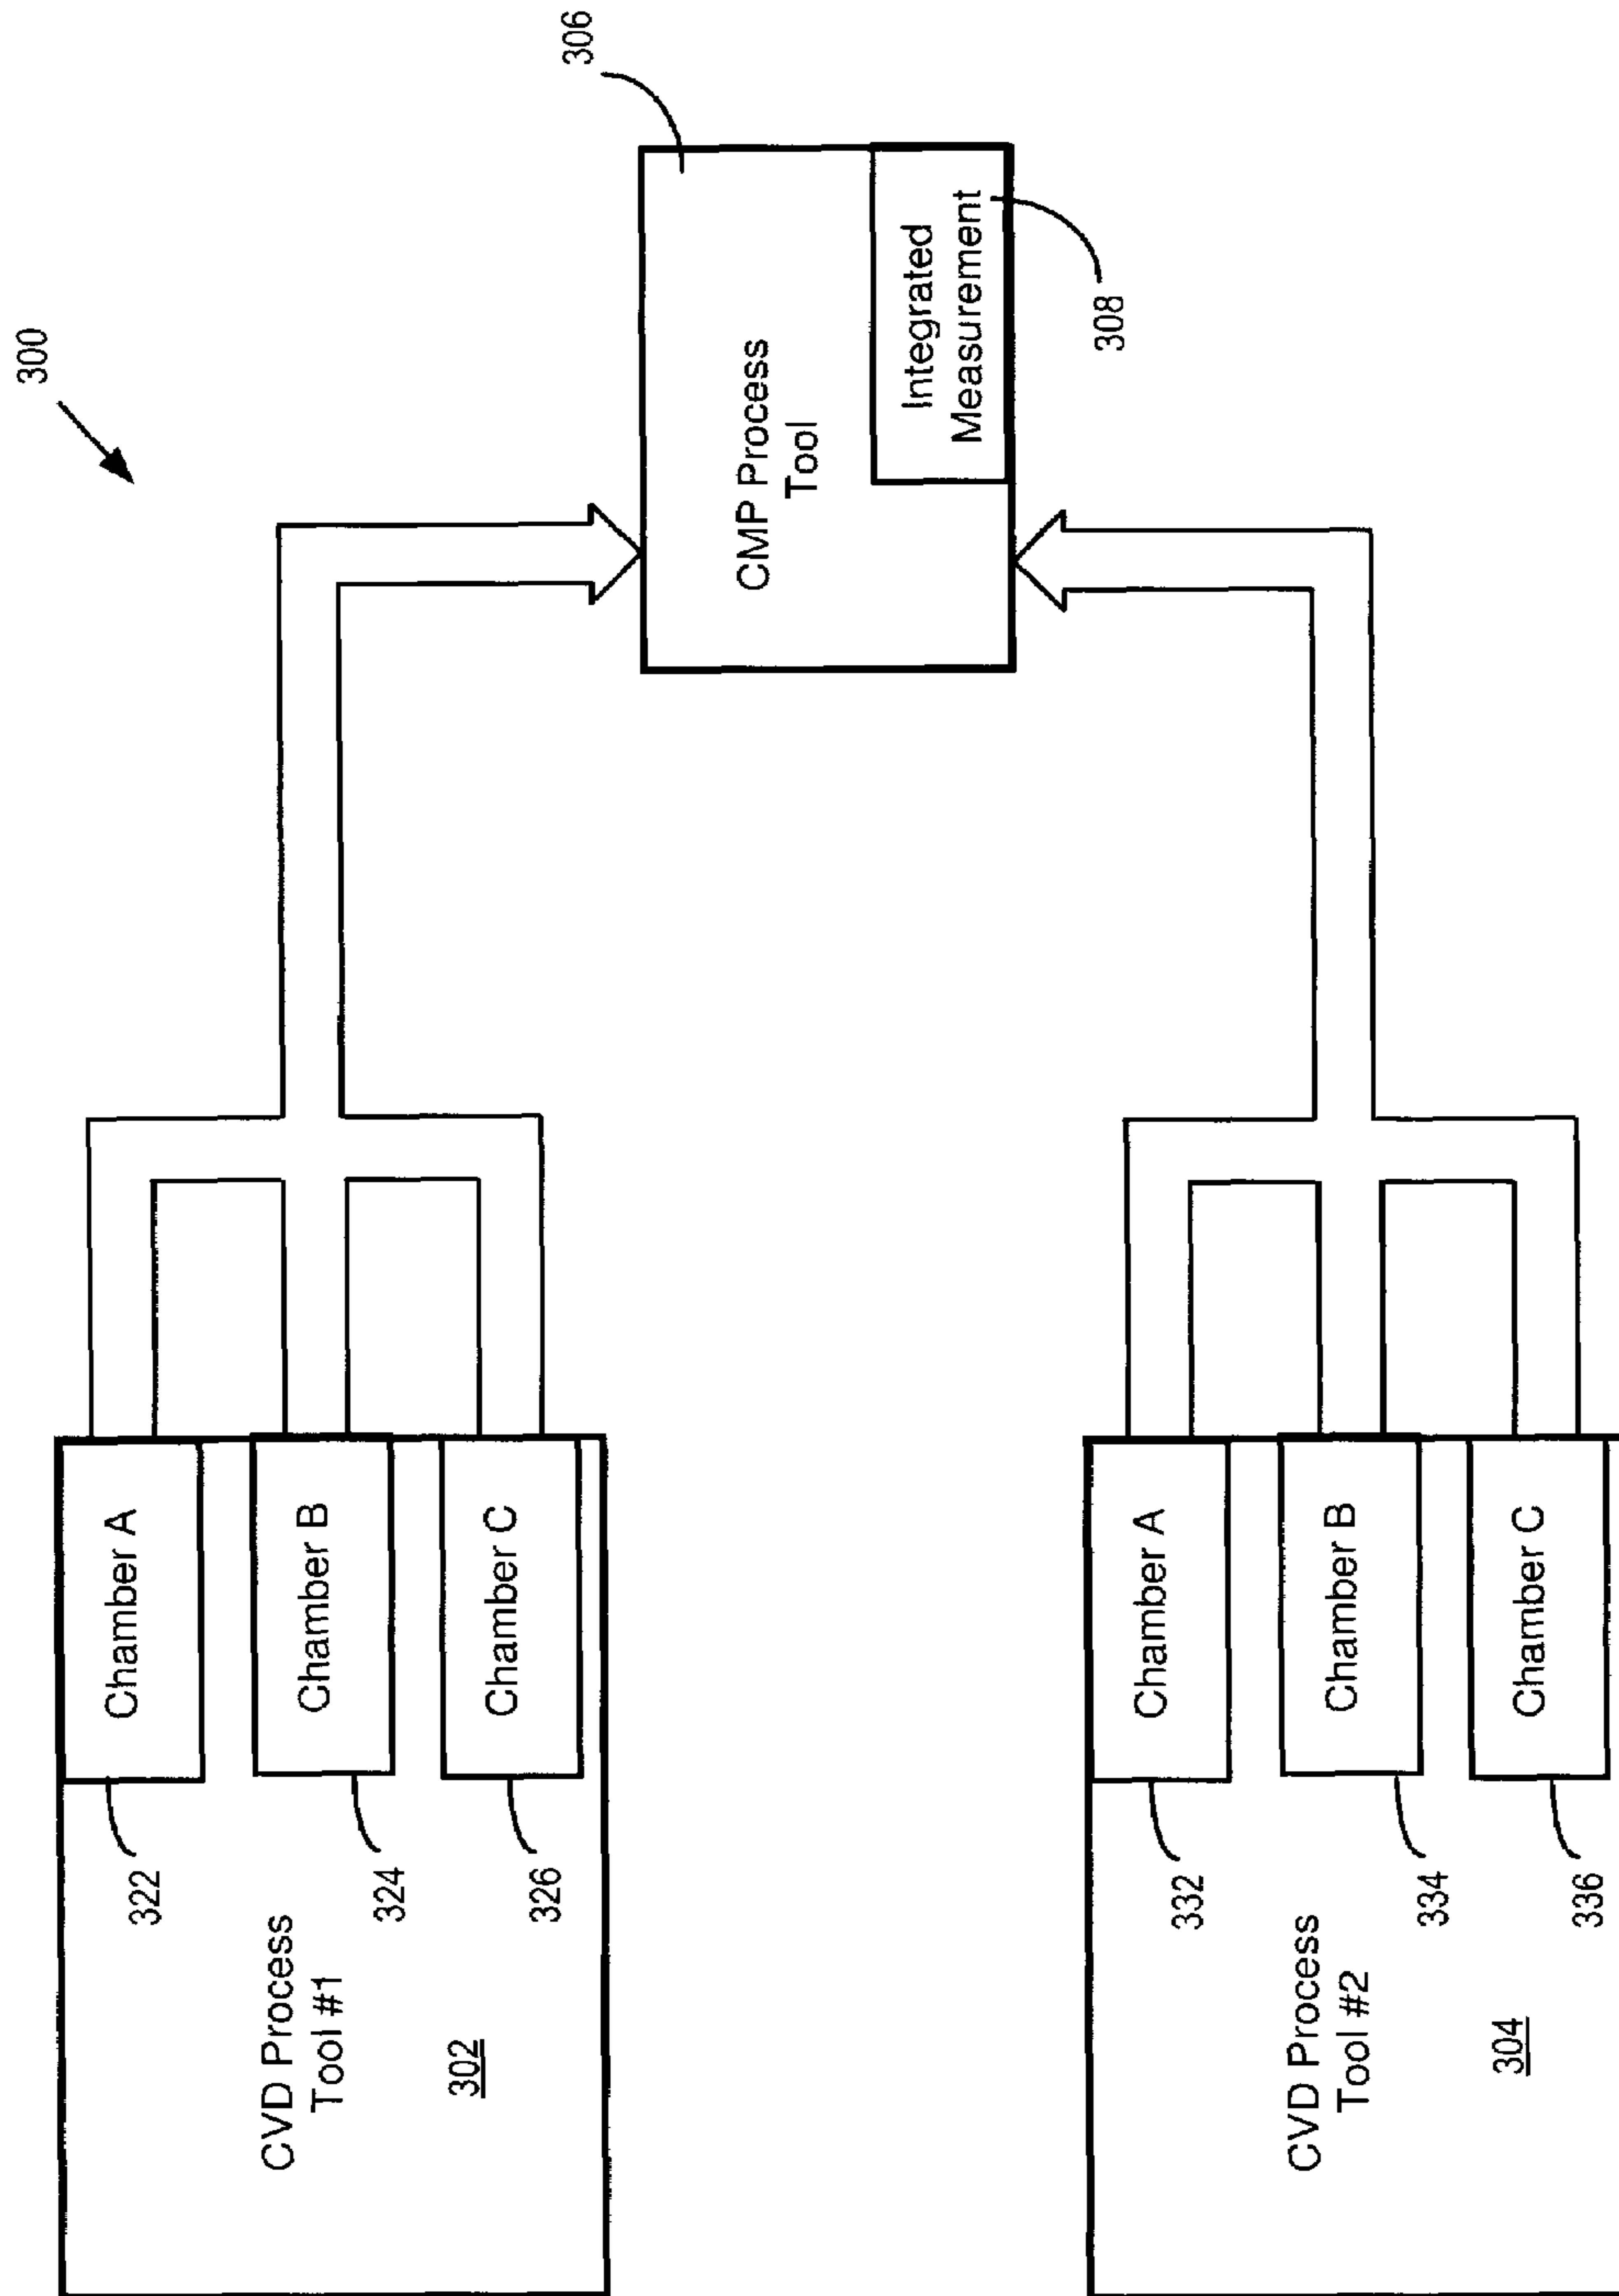 300
CVD Process
Tool #1
302
Chamber A
Chamber B
Chamber C
322
324
326
CMP Process
Tool
306
Integrated
Measurement
308
CVD Process
Tool #2
304
Chamber A
Chamber B
Chamber C
332
334
336